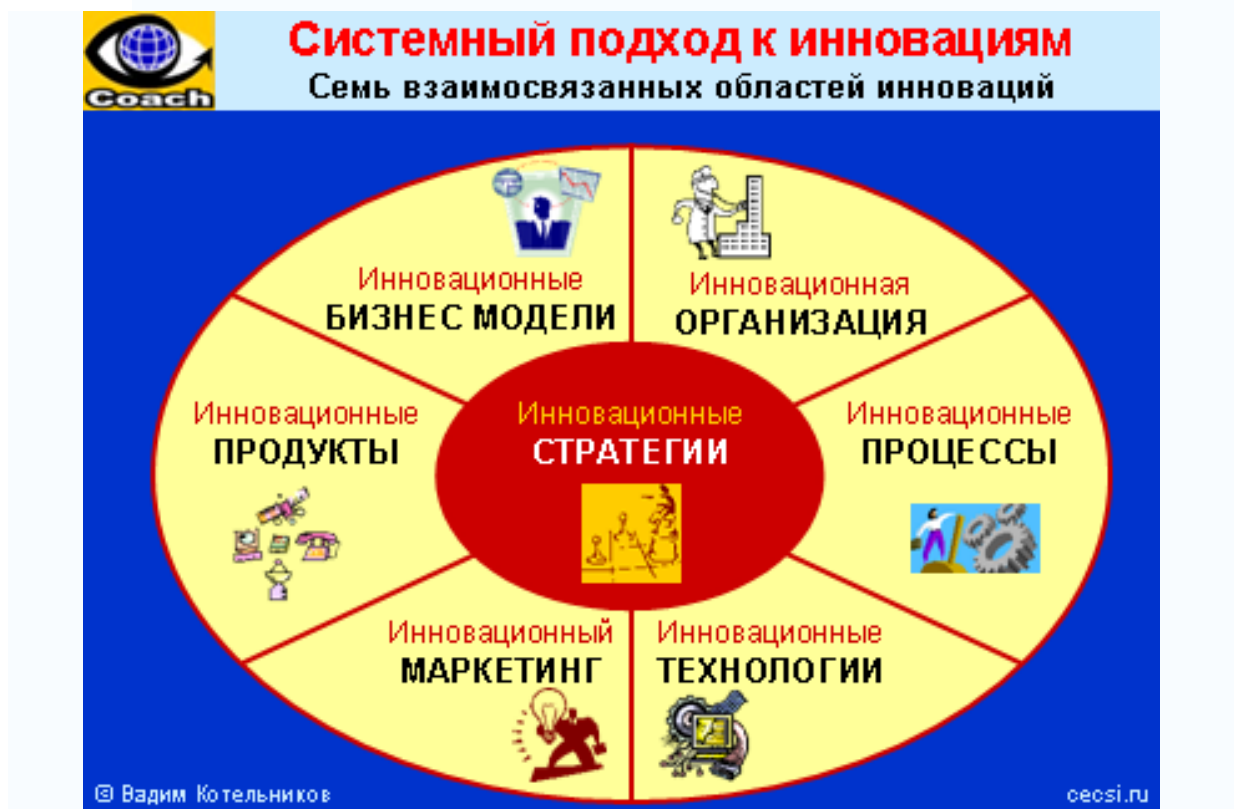 Coach
Системный подход к инновациям
Семь взаимосвязанных областей инноваций
Инновационные
БИЗНЕС МОДЕЛИ
Инновационная
ОРГАНИЗАЦИЯ
Инновационные
ПРОДУКТЫ
Инновационные
СТРАТЕГИИ
Инновационные
ПРОЦЕССЫ
Инновационный
МАРКЕТИНГ
Инновационные
ТЕХНОЛОГИИ
© Вадим Котельников
cecsi.ru